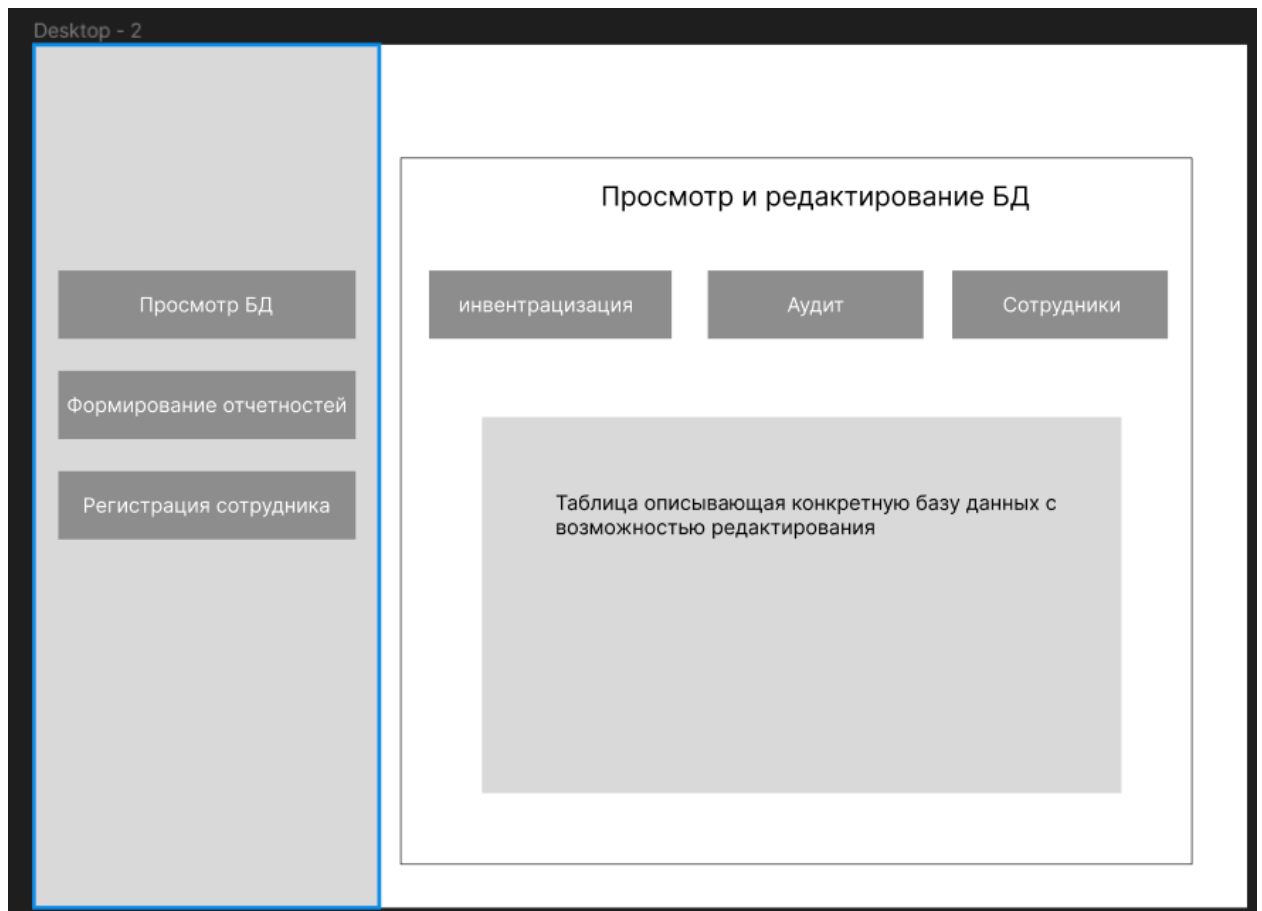 Desktop - 2
Просмотр БД
Формирование отчетностей
Регистрация сотрудника
Просмотр и редактирование БД
инвентрацизация
Аудит
Сотрудники
Таблица описывающая конкретную базу данных с
возможностью редактирования